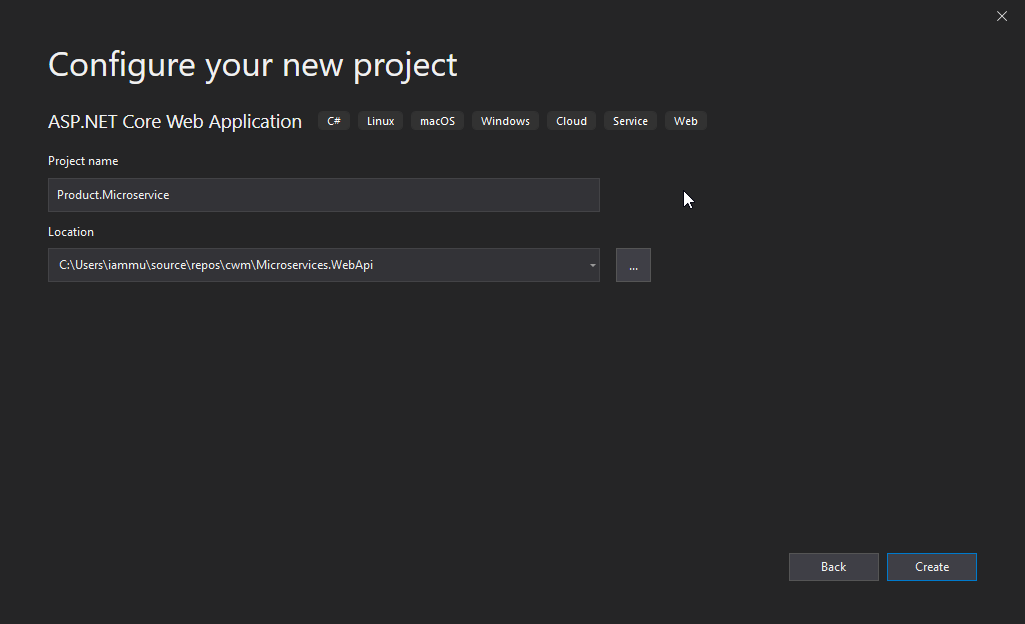 Configure your new project
ASP.NET Core Web Application C# Linux macOS Windows Cloud Service Web
Project name
Product.Microservice
Location
C:\Users\iammu\source\repos\cwm\Microservices.WebApi
...
Back Create